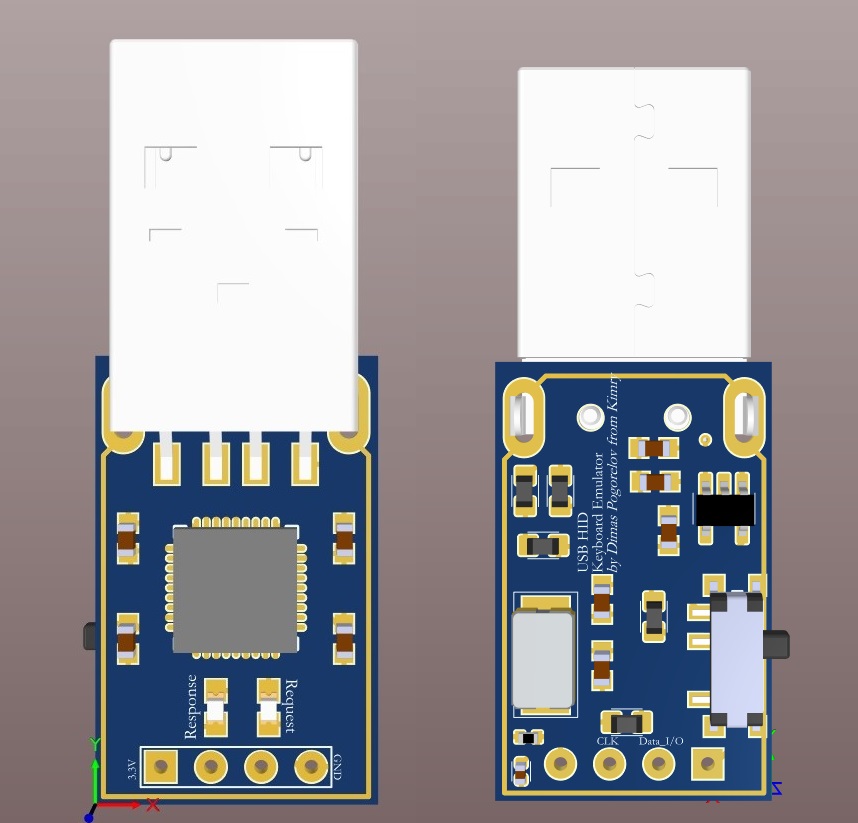 Response
Request
3.3V
GND
Y
X
USB HID
Keyboard Emulator
by Dimas Pogorelov from Kimry
CLK
Data_I/O
Z